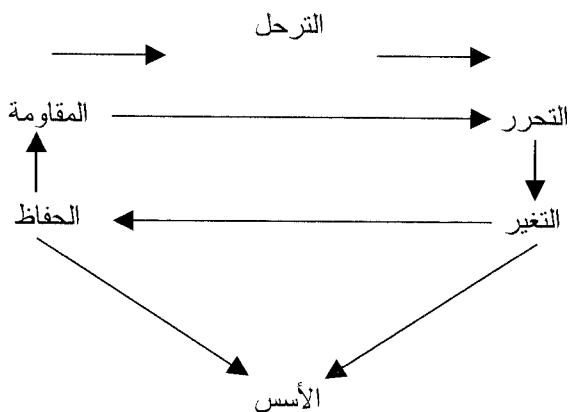 الترحل
المقاومة
التحرر
الحفاظ
التغير
الأسس